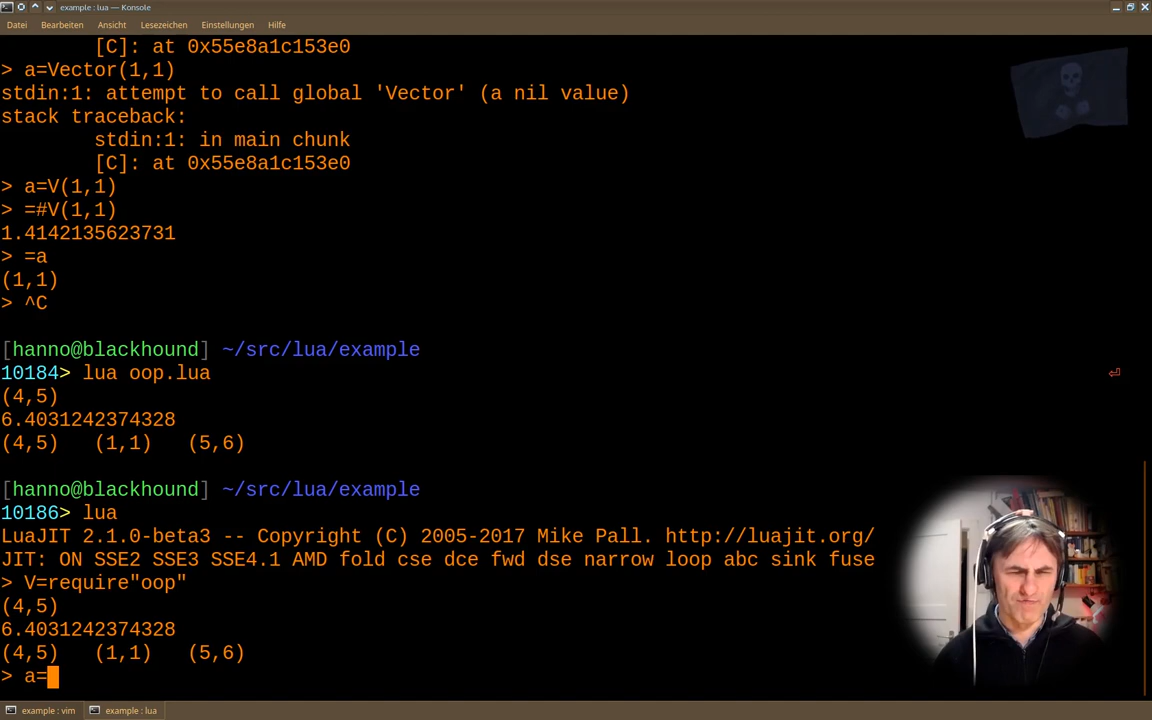 example : lua — Konsole
Datei Bearbeiten Ansicht Lesezeichen Einstellungen Hilfe
[C]: at 0x55e8a1c153e0
> a=Vector(1,1)
stdin:1: attempt to call global 'Vector' (a nil value)
stack traceback:
stdin:1: in main chunk
[C]: at 0x55e8a1c153e0
> a=V(1,1)
> =#V(1,1)
1.4142135623731
> =a
(1,1)
> ^C
[hanno@blackhound] ~/src/lua/example
10184> lua oop.lua
(4,5)
6.4031242374328
(4,5) (1,1) (5,6)
[hanno@blackhound] ~/src/lua/example
10186> lua
LuaJIT 2.1.0-beta3 -- Copyright (C) 2005-2017 Mike Pall. http://luajit.org/
JIT: ON SSE2 SSE3 SSE4.1 AMD fold cse dce fwd dse narrow loop abc sink fuse
> V=require"oop"
(4,5)
6.4031242374328
(4,5) (1,1) (5,6)
> a=
example : vim example : lua